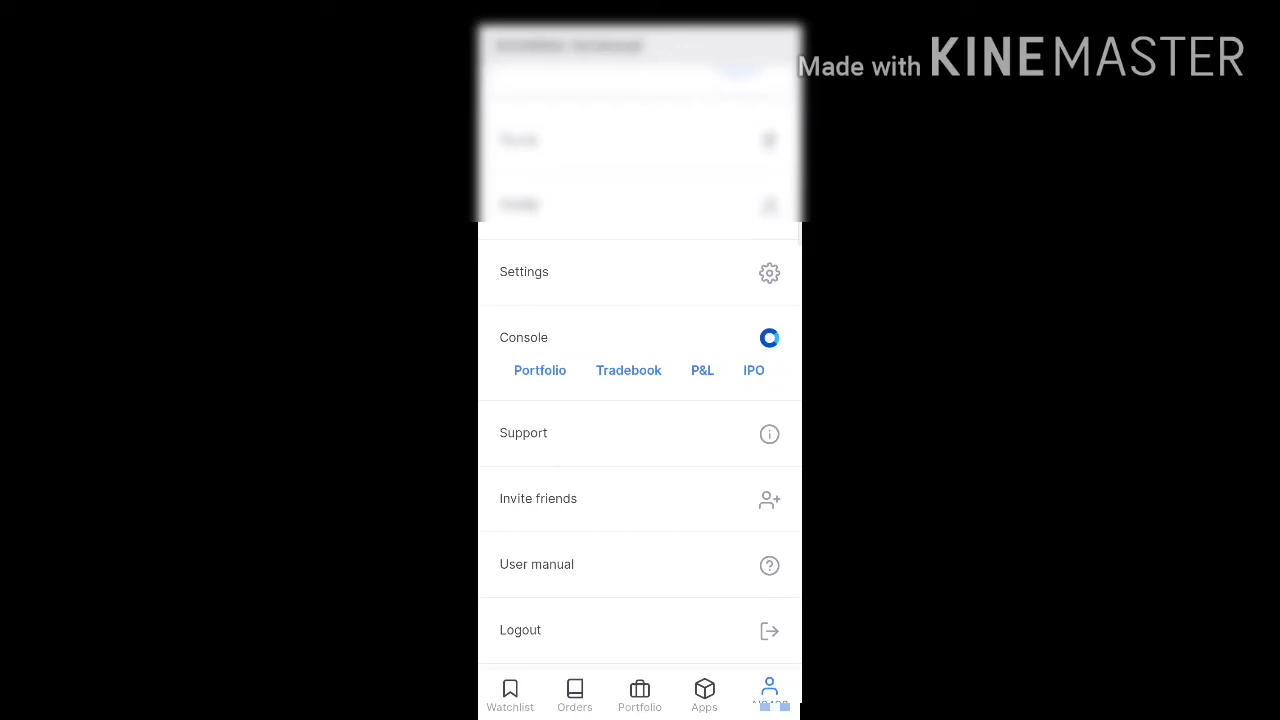 Made with KINEMASTER
Settings
Console
Portfolio Tradebook P&L IPO
Support
Invite friends
User manual
Logout
Watchlist Orders Portfolio Apps